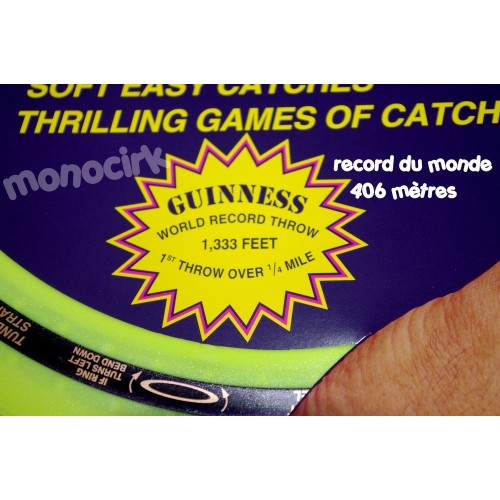 SOFT EASY CATCHES
THRILLING GAMES OF CATCH
monocirk
record du monde
406 mètres
GUINNESS
WORLD RECORD THROW
1,333 FEET
1ST THROW OVER 1/4 MILE
IF RING
TURNS LEFT
BEND DOWN